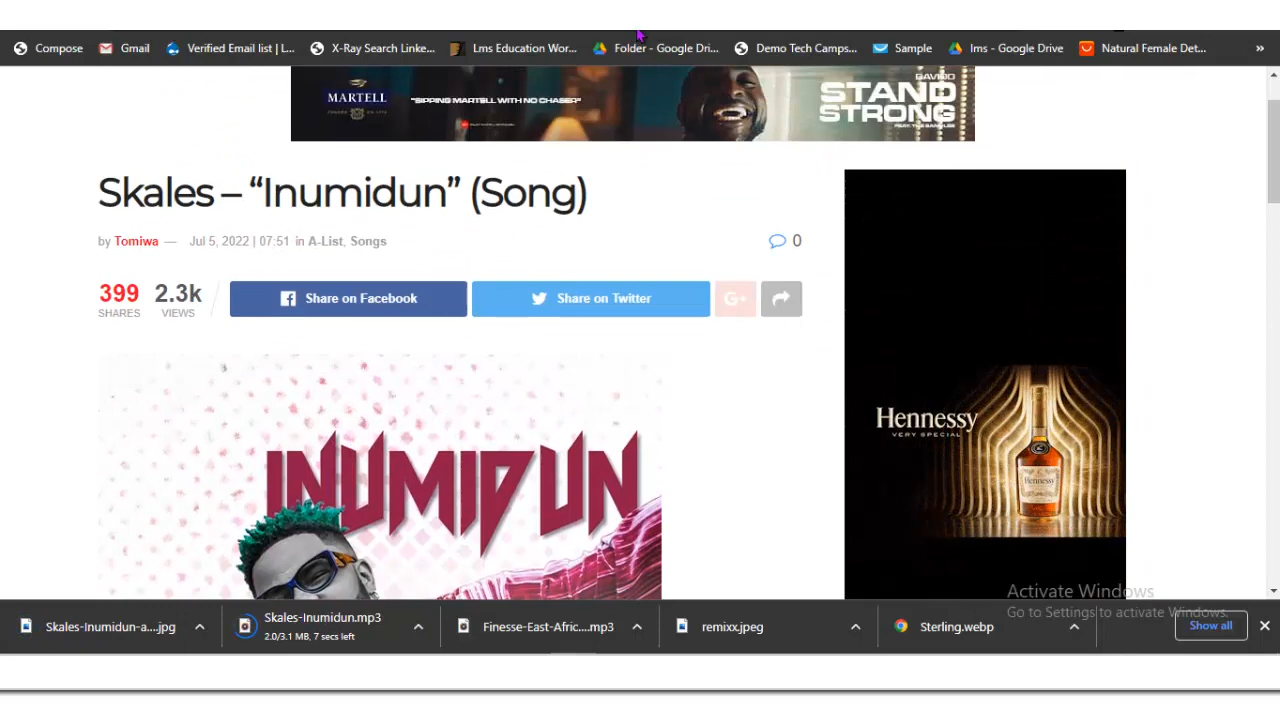 Compose Gmail Verified Email list | L... X-Ray Search Linke... Lms Education Wor... Folder - Google Dri... Demo Tech Camps... Sample lms - Google Drive Natural Female Det... »
MARTELL
"SIPPING MARTELL WITH NO CHASER"
DAVIDO
STAND
STRONG
Skales – “Inumidun” (Song)
by Tomiwa — Jul 5, 2022 | 07:51 in A-List, Songs
0
399
SHARES
2.3k
VIEWS
Share on Facebook
Share on Twitter
G+
INUMIDUN
Hennessy
VERY SPECIAL
Hennessy
Activate Windows
Go to Settings to activate Windows.
Skales-Inumidun-a....jpg
Skales-Inumidun.mp3
2.0/3.1 MB, 7 secs left
Finesse-East-Afric....mp3
remixx.jpeg
Sterling.webp
Show all